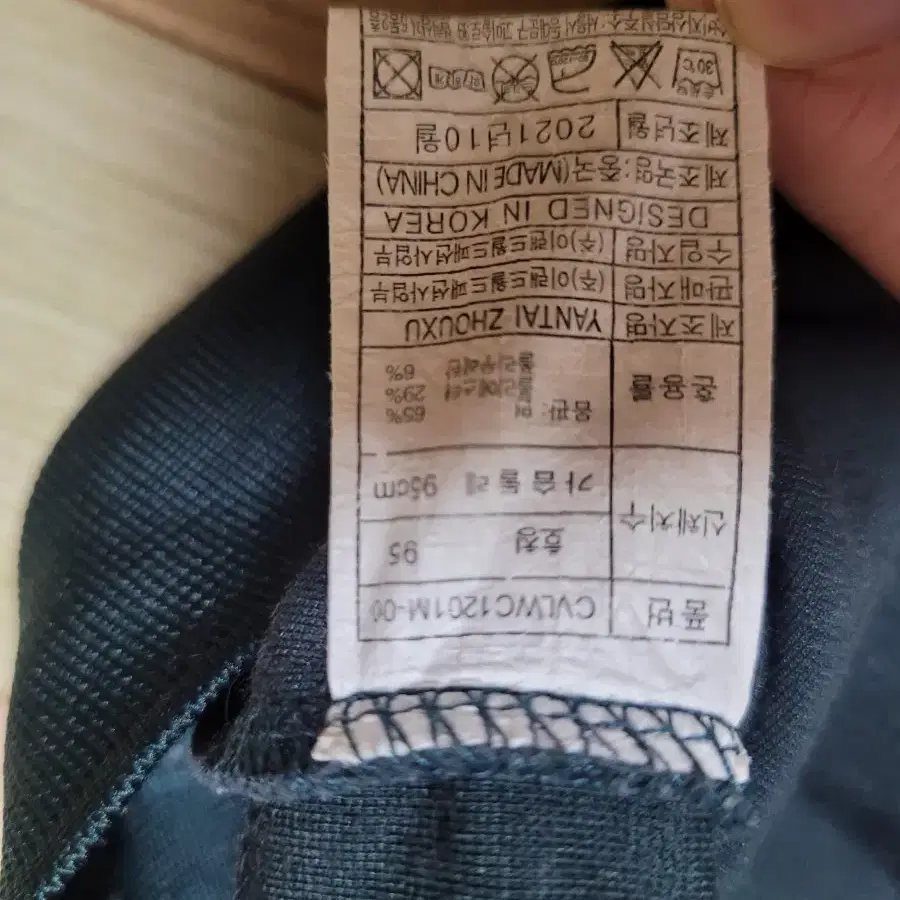 품번 CVLWC1201M-00
신체치수 호칭 95
가슴둘레 95cm
혼용률 몸판: 면 65%
폴리에스터 29%
폴리우레탄 6%
제조자명 YANTAI ZHOUXU
판매자명 (주)이랜드월드패션사업부
수입자명 (주)이랜드월드패션사업부
DESIGNED IN KOREA
제조국명: 중국(MADE IN CHINA)
제조년월 2021년10월
30℃